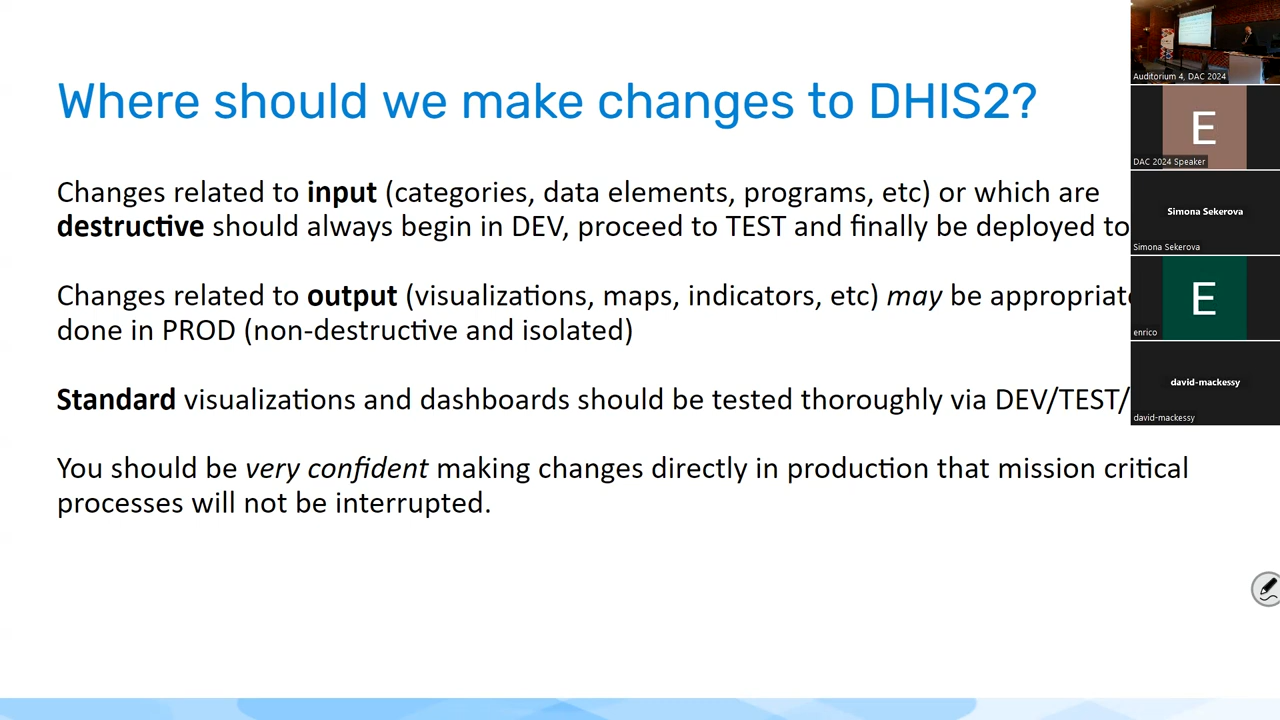 Where should we make changes to DHIS2?
Changes related to input (categories, data elements, programs, etc) or which are
destructive should always begin in DEV, proceed to TEST and finally be deployed to
Changes related to output (visualizations, maps, indicators, etc) may be appropriate
done in PROD (non-destructive and isolated)
Standard visualizations and dashboards should be tested thoroughly via DEV/TEST/
You should be very confident making changes directly in production that mission critical
processes will not be interrupted.
Auditorium 4, DAC 2024
E
DAC 2024 Speaker
Simona Sekerova
Simona Sekerova
E
enrico
david-mackessy
david-mackessy